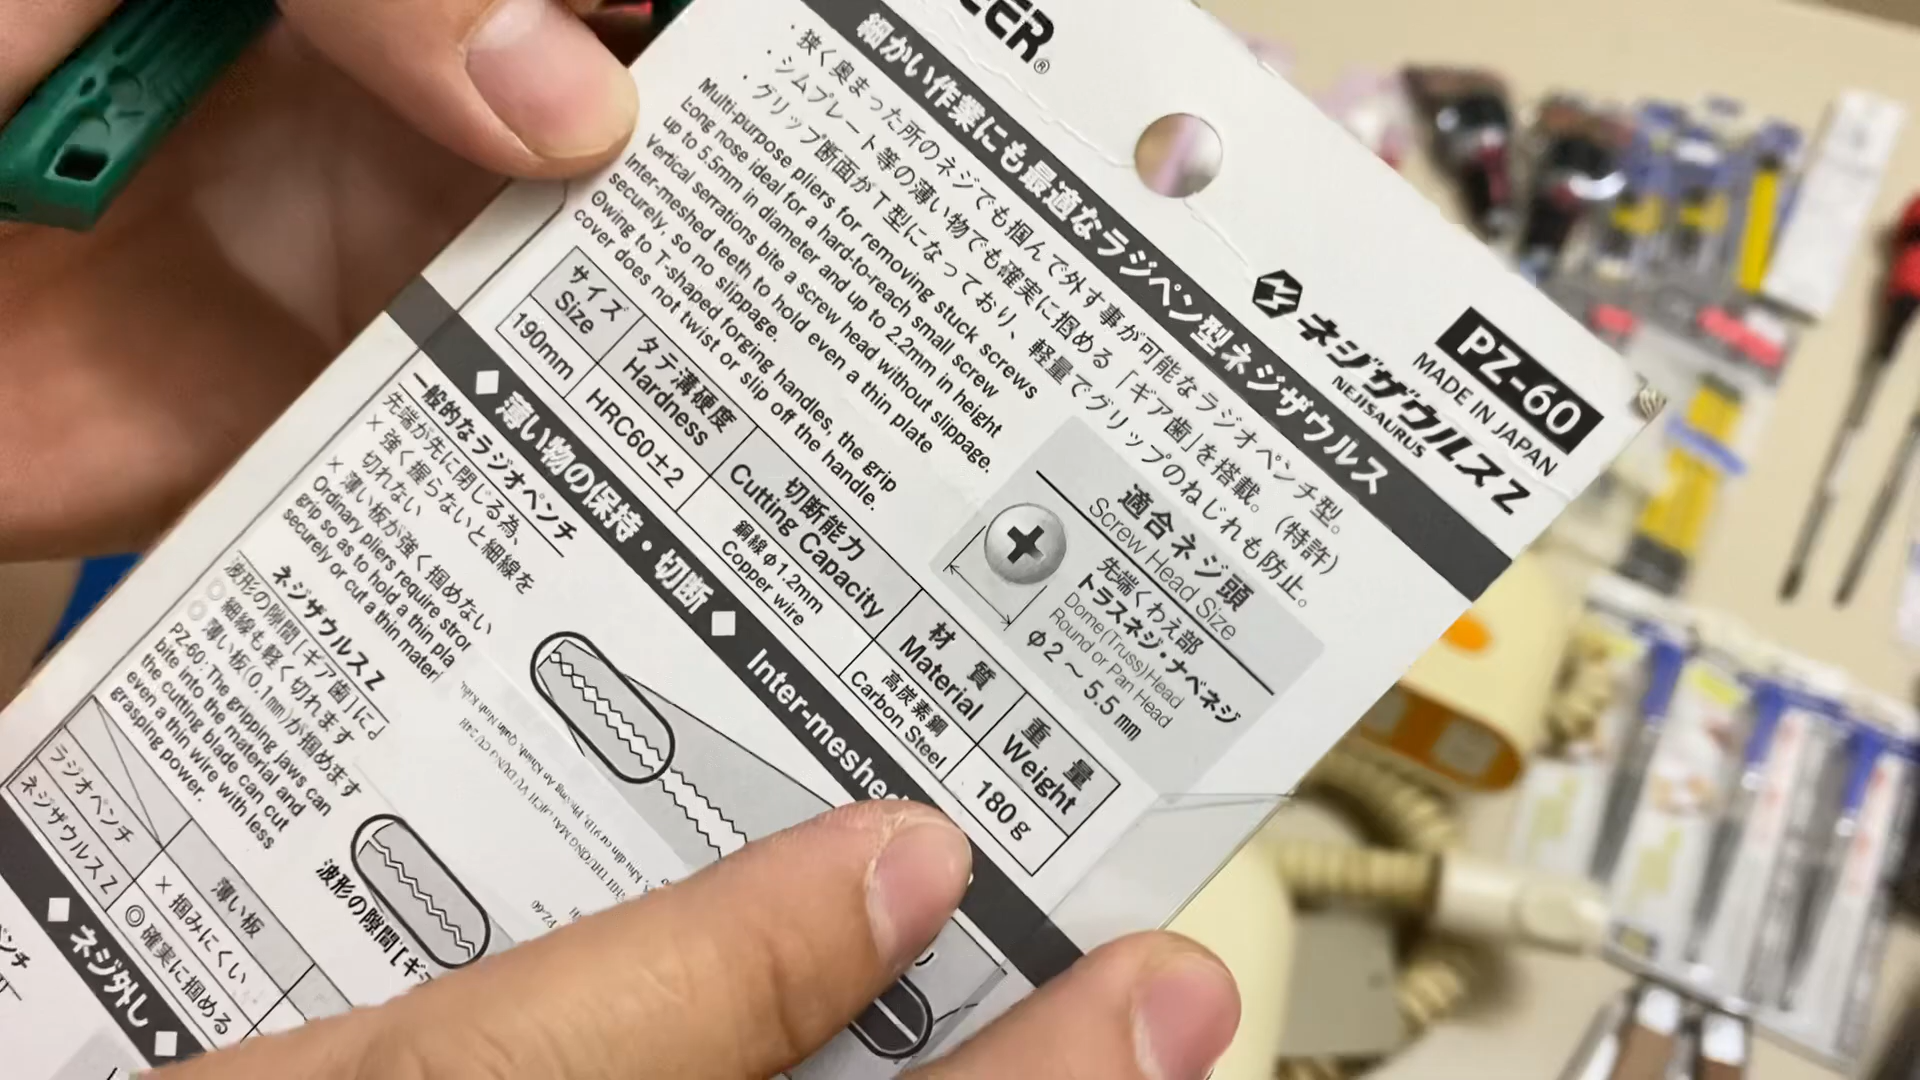 EER®
細かい作業にも最適なラジペン型ネジザウルス
ネジザウルス Z
NEJISAURUS
PZ-60
MADE IN JAPAN
・狭く奥まった所のネジでも掴んで外す事が可能なラジオペンチ型。
・シムプレート等の薄い物でも確実に掴める「ギア歯」を搭載。(特許)
・グリップ断面がT型になっており、軽量でグリップのねじれも防止。
Multi-purpose pliers for removing stuck screws
Long nose ideal for a hard-to-reach small screw
up to 5.5mm in diameter and up to 2.2mm in height
Vertical serrations bite a screw head without slippage.
Inter-meshed teeth to hold even a thin plate
securely, so no slippage.
Owing to T-shaped forging handles, the grip
cover does not twist or slip off the handle.
適合ネジ頭
Screw Head Size
先端くわえ部
トラスネジ・ナベネジ
Dome(Truss)Head
Round or Pan Head
Φ2～5.5㎜
サイズ
Size
190mm
タテ溝硬度
Hardness
HRC60±2
切断能力
Cutting Capacity
銅線φ1.2mm
Copper wire
材質
Material
高炭素鋼
Carbon Steel
重量
Weight
180g
◆ 薄い物の保持・切断 ◆ Inter-meshed
一般的なラジオペンチ
先端が先に閉じる為、
× 強く握らないと細線を
切れない
× 薄い板が強く掴めない
Ordinary pliers require stron
grip so as to hold a thin pla
securely or cut a thin materi
ネジザウルスZ
波形の隙間[ギア歯]によ
◎ 細線も軽く切れます
◎ 薄い板(0.1㎜)が掴めます
PZ-60:The gripping jaws can
bite into the material and
the cutting blade can cut
even a thin wire with less
grasping power.
波形の隙間[ギ
薄い板
ラジオペンチ
× 掴みにくい
ネジザウルスZ
◎確実に掴める
◆ ネジ外し ◆
ンチ
PZ-60